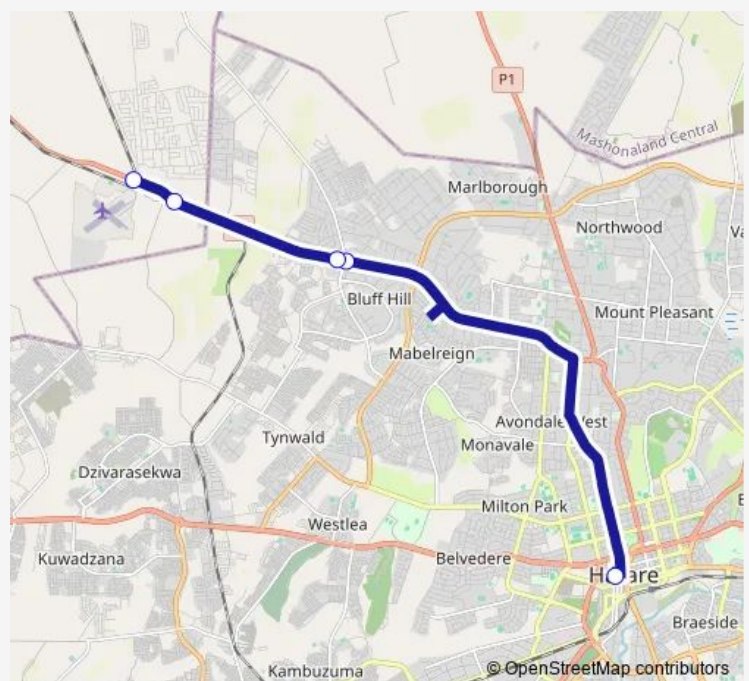 P1
Mashonaland Central
Marlborough
Northwood
Va
Bluff Hill
Mount Pleasant
Mabelreign
Avondale West
Tynwald
Monavale
Dzivarasekwa
Milton Park
Westlea
E
Kuwadzana
Belvedere
Harare
Braeside
Kambuzuma
© OpenStreetMap contributors